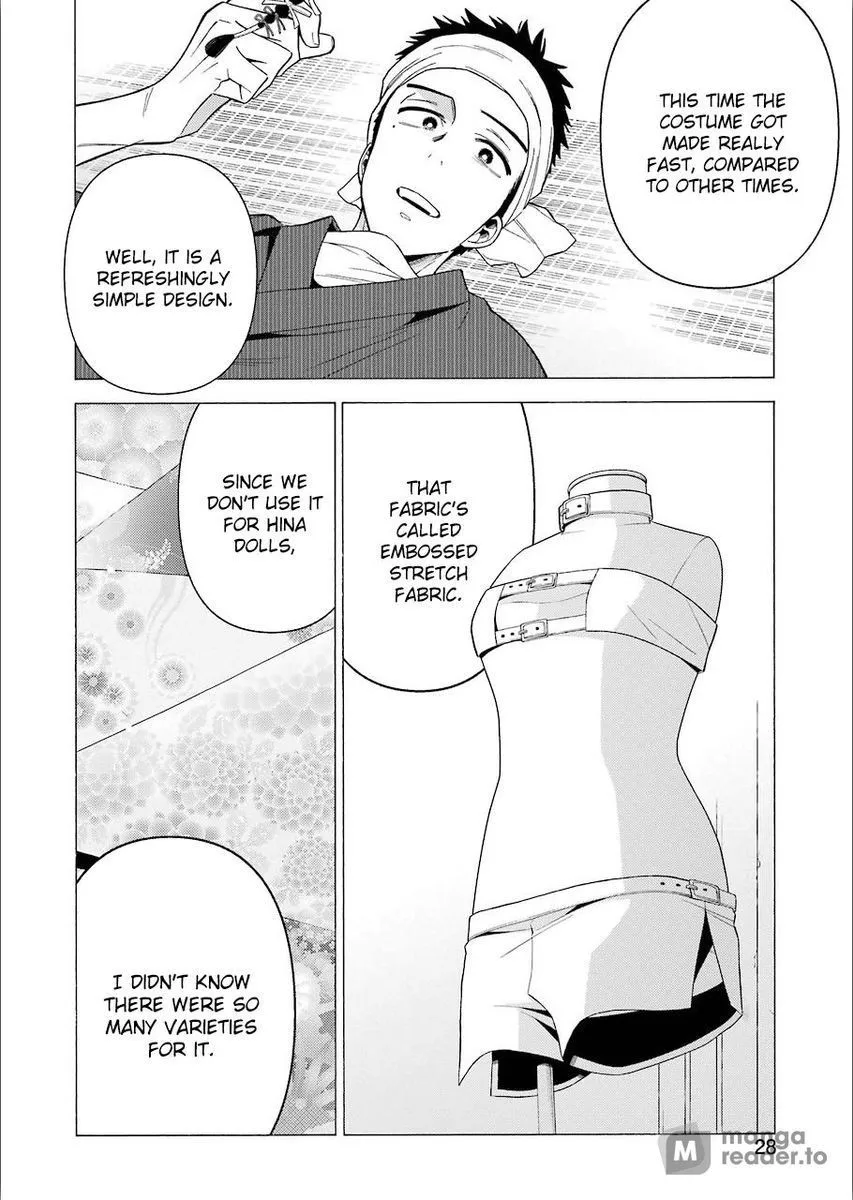 THIS TIME THE
COSTUME GOT
MADE REALLY
FAST, COMPARED
TO OTHER TIMES.
WELL, IT IS A
REFRESHINGLY
SIMPLE DESIGN.
THAT
FABRIC'S
CALLED
EMBOSSED
STRETCH
FABRIC.
SINCE WE
DON'T USE IT
FOR HINA
DOLLS,
I DIDN'T KNOW
THERE WERE SO
MANY VARIETIES
FOR IT.
28
M manga
reader.to